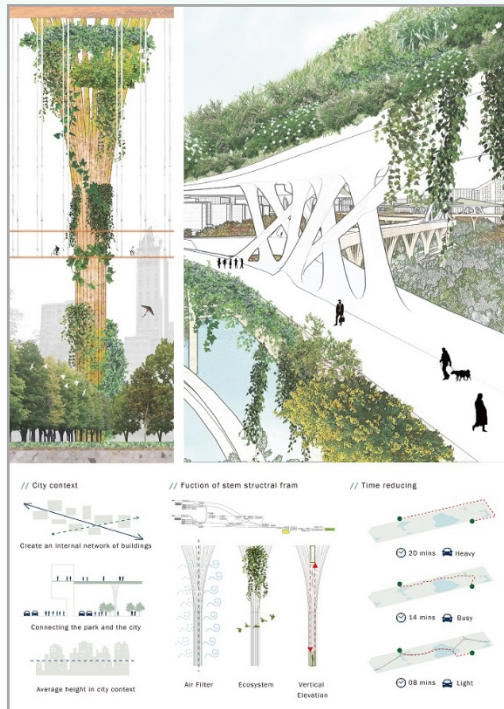 // City context
Create an internal network of buildings
Connecting the park and the city
Average height in city context
// Fuction of stem structral fram
Air Filter
Ecosystem
Vertical
Elevation
// Time reducing
20 mins Heavy
14 mins Busy
08 mins Light